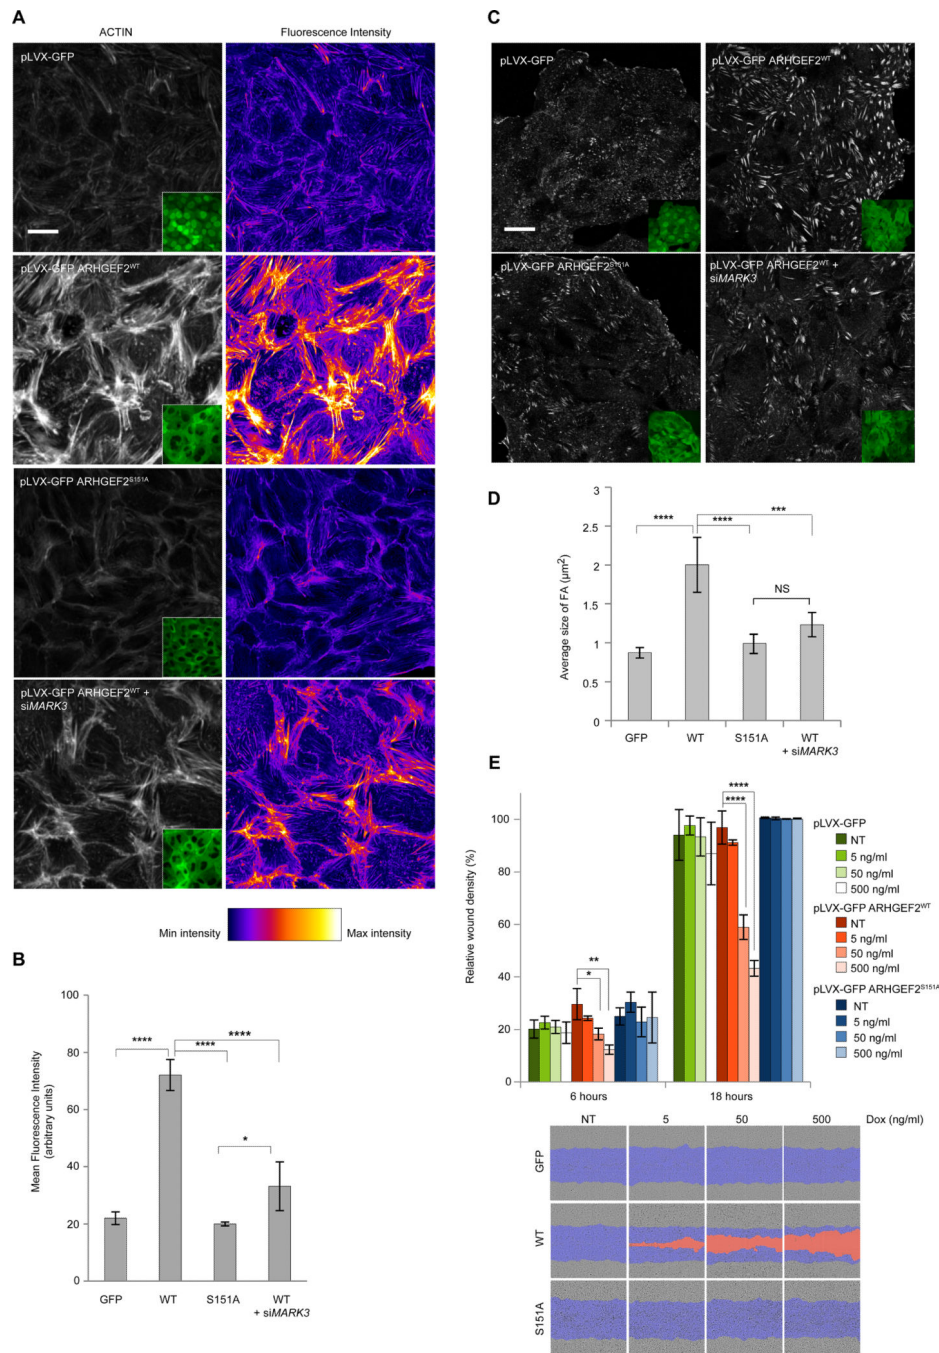 A
ACTIN
Fluorescence Intensity
pLVX-GFP
pLVX-GFP ARHGEF2WT
pLVX-GFP ARHGEF2S151A
pLVX-GFP ARHGEF2WT +
siMARK3
Min intensity
Max intensity
B
Mean Fluorescence Intensity
(arbitrary units)
100
80
60
40
20
0
****
****
****
*
GFP
WT
S151A
WT
+ siMARK3
C
pLVX-GFP
pLVX-GFP ARHGEF2WT
pLVX-GFP ARHGEF2S151A
pLVX-GFP ARHGEF2WT +
siMARK3
D
Average size of FA (µm2)
3
2.5
2
1.5
1
0.5
0
****
****
***
NS
GFP
WT
S151A
WT
+ siMARK3
E
Relative wound density (%)
100
80
60
40
20
0
**
*
****
****
6 hours
18 hours
pLVX-GFP
NT
5 ng/ml
50 ng/ml
500 ng/ml
pLVX-GFP ARHGEF2WT
NT
5 ng/ml
50 ng/ml
500 ng/ml
pLVX-GFP ARHGEF2S151A
NT
5 ng/ml
50 ng/ml
500 ng/ml
NT
5
50
500
Dox (ng/ml)
GFP
WT
S151A